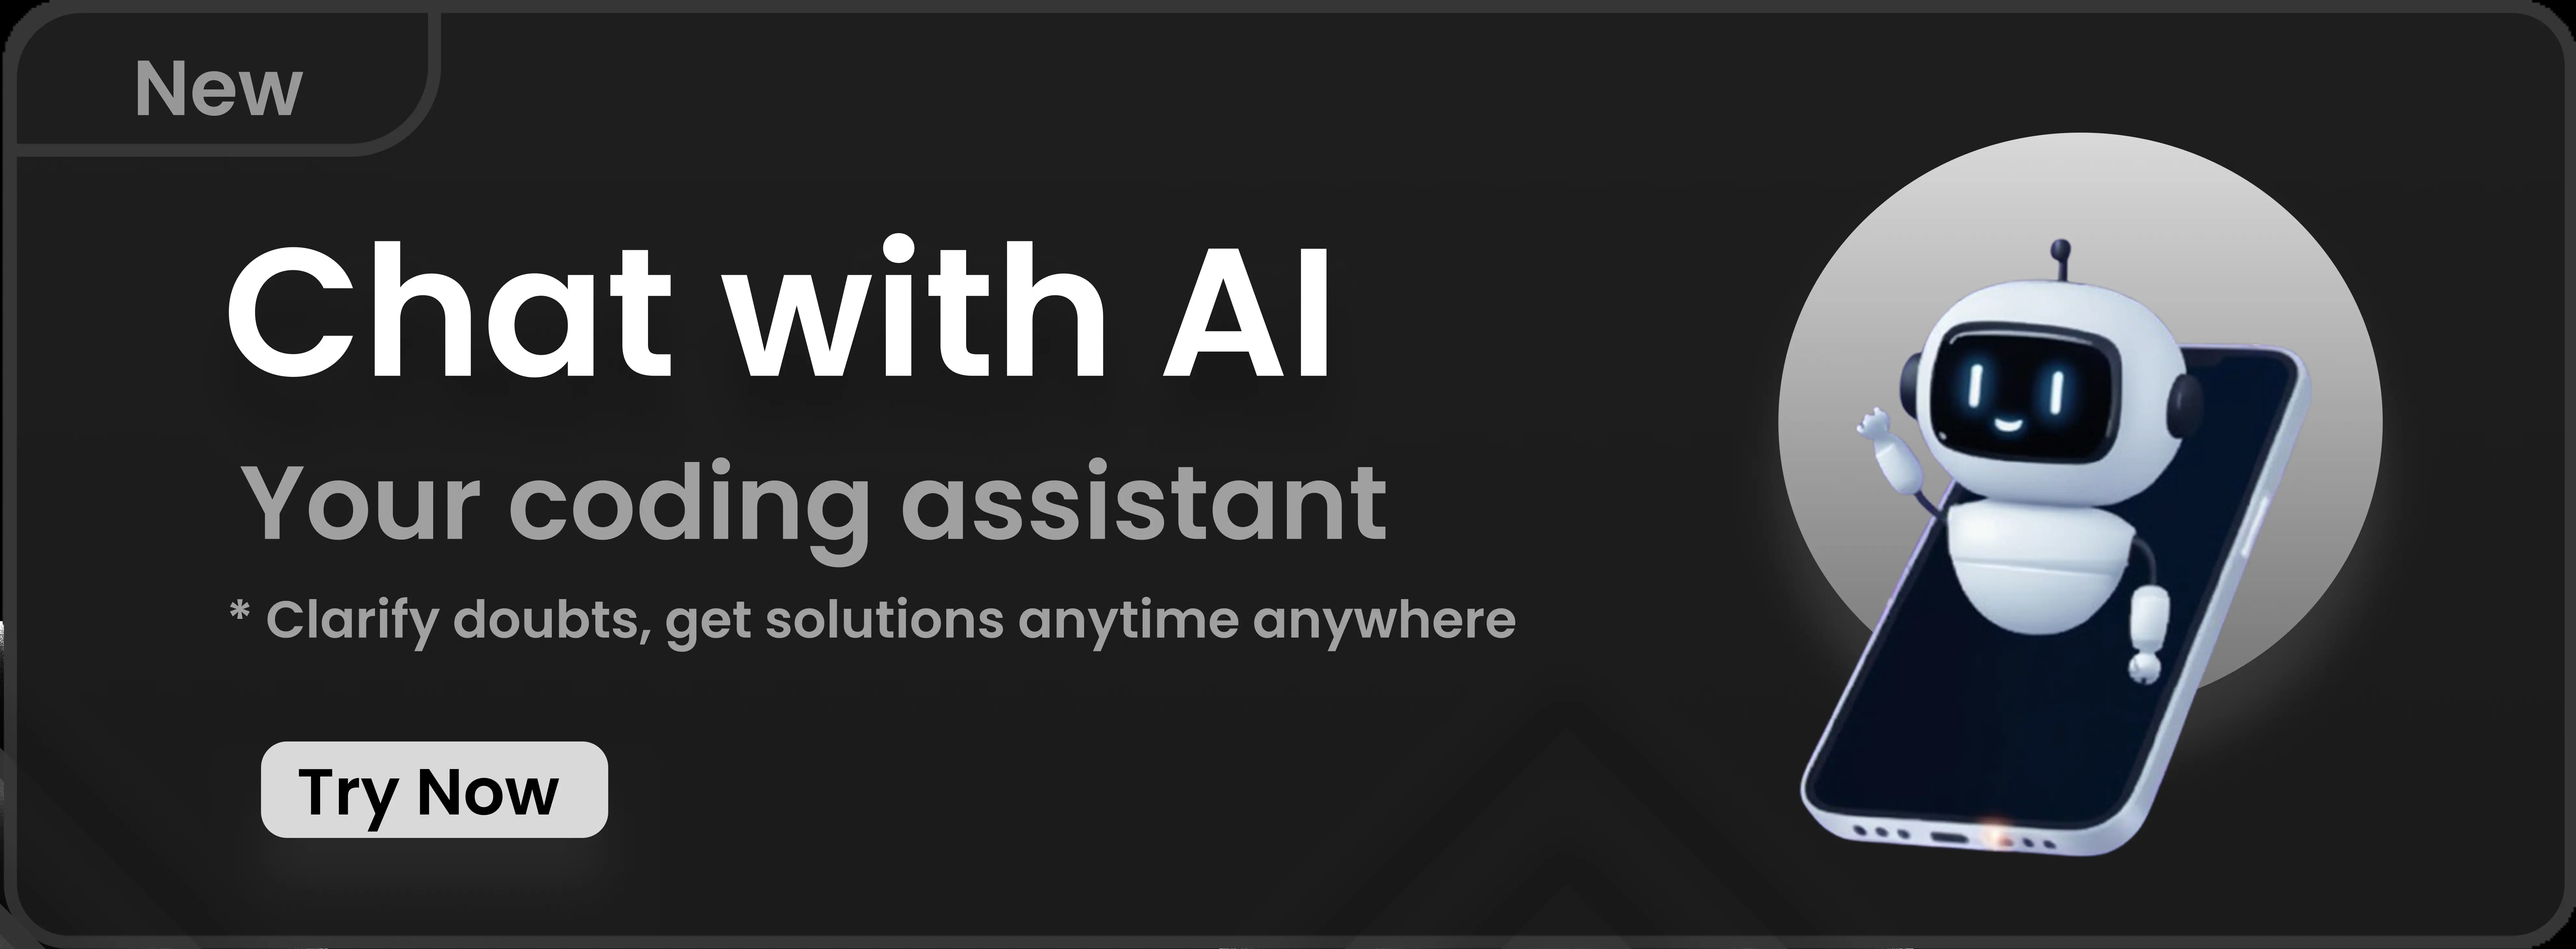 New
Chat with AI
Your coding assistant
* Clarify doubts, get solutions anytime anywhere
Try Now